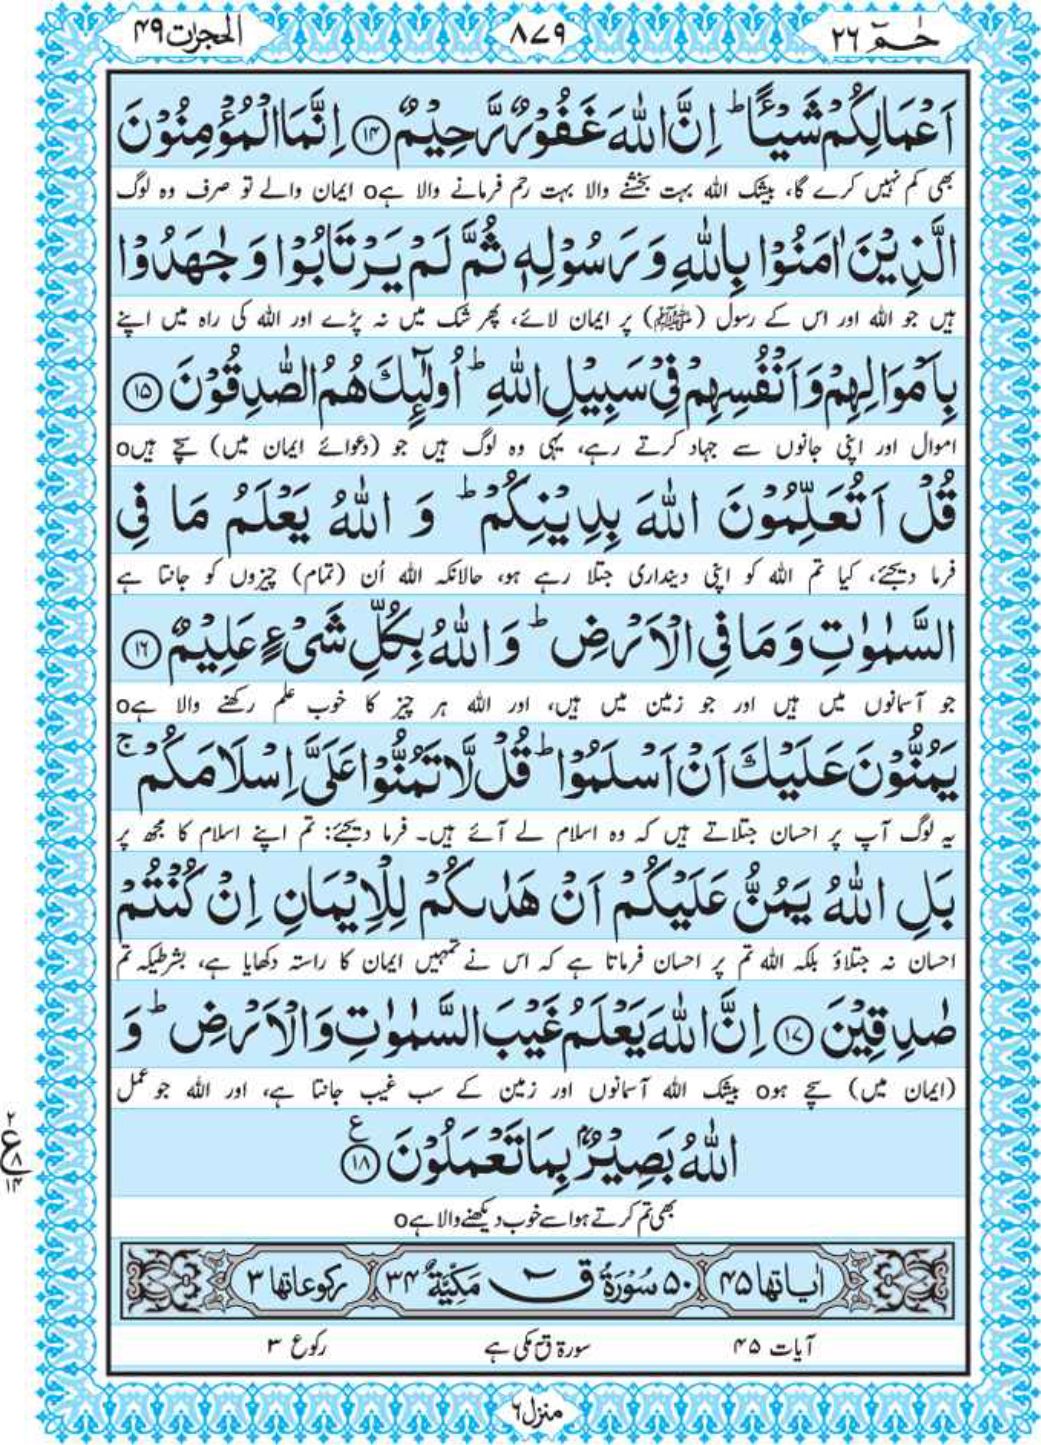 حٰمٓ ۲۶
۸۷۹
الحجرات ۴۹
اَعْمَالِكُمْ شَيْـًٔا ؕ اِنَّ اللّٰهَ غَفُوْرٌ رَّحِيْمٌ ﴿۱۴﴾ اِنَّمَا الْمُؤْمِنُوْنَ
بھی کم نہیں کرے گا، بیشک اللہ بہت بخشنے والا بہت رحم فرمانے والا ہے o ایمان والے تو صرف وہ لوگ
الَّذِيْنَ اٰمَنُوْا بِاللّٰهِ وَ رَسُوْلِهٖ ثُمَّ لَمْ يَرْتَابُوْا وَ جٰهَدُوْا
ہیں جو اللہ اور اس کے رسول (ﷺ) پر ایمان لائے، پھر شک میں نہ پڑے اور اللہ کی راہ میں اپنے
بِاَمْوَالِهِمْ وَ اَنْفُسِهِمْ فِيْ سَبِيْلِ اللّٰهِ ؕ اُولٰٓئِكَ هُمُ الصّٰدِقُوْنَ ﴿۱۵﴾
اموال اور اپنی جانوں سے جہاد کرتے رہے، یہی وہ لوگ ہیں جو (دعوائے ایمان میں) سچے ہیں o
قُلْ اَتُعَلِّمُوْنَ اللّٰهَ بِدِيْنِكُمْ ؕ وَ اللّٰهُ يَعْلَمُ مَا فِي
فرما دیجئے، کیا تم اللہ کو اپنی دینداری جتلا رہے ہو، حالانکہ اللہ اُن (تمام) چیزوں کو جانتا ہے
السَّمٰوٰتِ وَ مَا فِي الْاَرْضِ ؕ وَ اللّٰهُ بِكُلِّ شَيْءٍ عَلِيْمٌ ﴿۱۶﴾
جو آسمانوں میں ہیں اور جو زمین میں ہیں، اور اللہ ہر چیز کا خوب علم رکھنے والا ہے o
يَمُنُّوْنَ عَلَيْكَ اَنْ اَسْلَمُوْا ؕ قُلْ لَّا تَمُنُّوْا عَلَيَّ اِسْلَامَكُمْ ۚ
یہ لوگ آپ پر احسان جتلاتے ہیں کہ وہ اسلام لے آئے ہیں۔ فرما دیجئے: تم اپنے اسلام کا مجھ پر
بَلِ اللّٰهُ يَمُنُّ عَلَيْكُمْ اَنْ هَدٰىكُمْ لِلْاِيْمَانِ اِنْ كُنْتُمْ
احسان نہ جتلاؤ بلکہ اللہ تم پر احسان فرماتا ہے کہ اس نے تمہیں ایمان کا راستہ دکھایا ہے، بشرطیکہ تم
صٰدِقِيْنَ ﴿۱۷﴾ اِنَّ اللّٰهَ يَعْلَمُ غَيْبَ السَّمٰوٰتِ وَ الْاَرْضِ ؕ وَ
(ایمان میں) سچے ہو o بیشک اللہ آسمانوں اور زمین کے سب غیب جانتا ہے، اور اللہ جو عمل
اللّٰهُ بَصِيْرٌۢ بِمَا تَعْمَلُوْنَ ﴿۱۸﴾ ع
۲
ع
۸
۱۴
بھی تم کرتے ہو اسے خوب دیکھنے والا ہے o
اٰیاتها ۴۵ ۵۰ سُوْرَةُ قٓ مَكِّيَّةٌ ۳۴ رکوعاتها ۳
آیات ۴۵ سورۃ قٓ مکی ہے رکوع ۳
منزل ۶